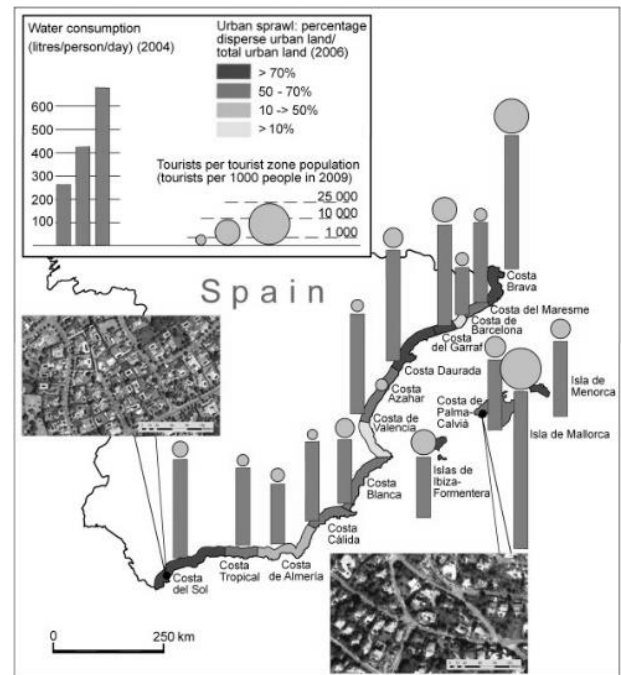 Water consumption
(litres/person/day) (2004)
600
500
400
300
200
100
Urban sprawl: percentage
disperse urban land/
total urban land (2006)
> 70%
50 - 70%
10 -> 50%
>10%
Tourists per tourist zone population
(tourists per 1000 people in 2009)
25 000
10 000
1 000
Spain
Costa
Brava
Costa del Maresme
Costa de
Barcelona
Costa
del Garraf
Costa Daurada
Costa
Azahar
Costa de
Valencia
Costa
Blanca
Costa
Cálida
Costa
de Almería
Costa
Tropical
Costa
del Sol
Costa de
Palma-
Calvià
Isla de
Menorca
Isla de Mallorca
Islas de
Ibiza-
Formentera
0
250 km